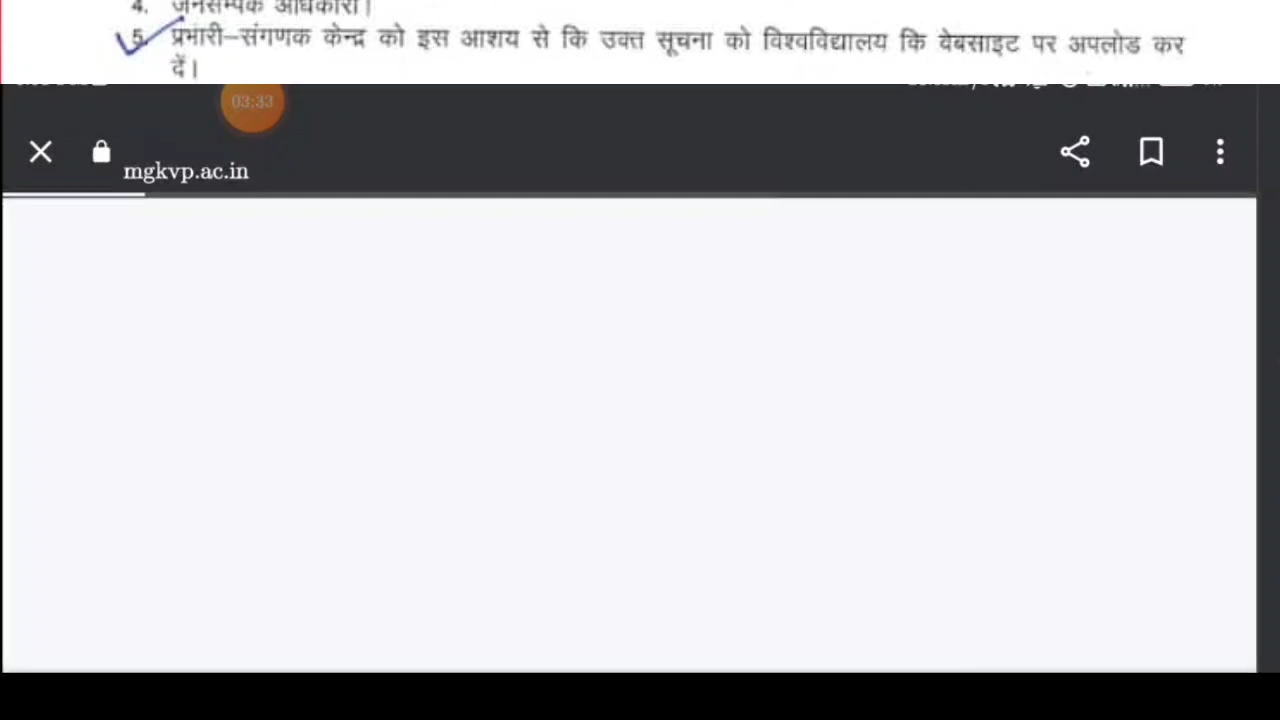 4. जनसम्पर्क अधिकारी।
5. प्रभारी–संगणक केन्द्र को इस आशय से कि उक्त सूचना को विश्वविद्यालय कि वेबसाइट पर अपलोड कर
दें।
03:33
mgkvp.ac.in